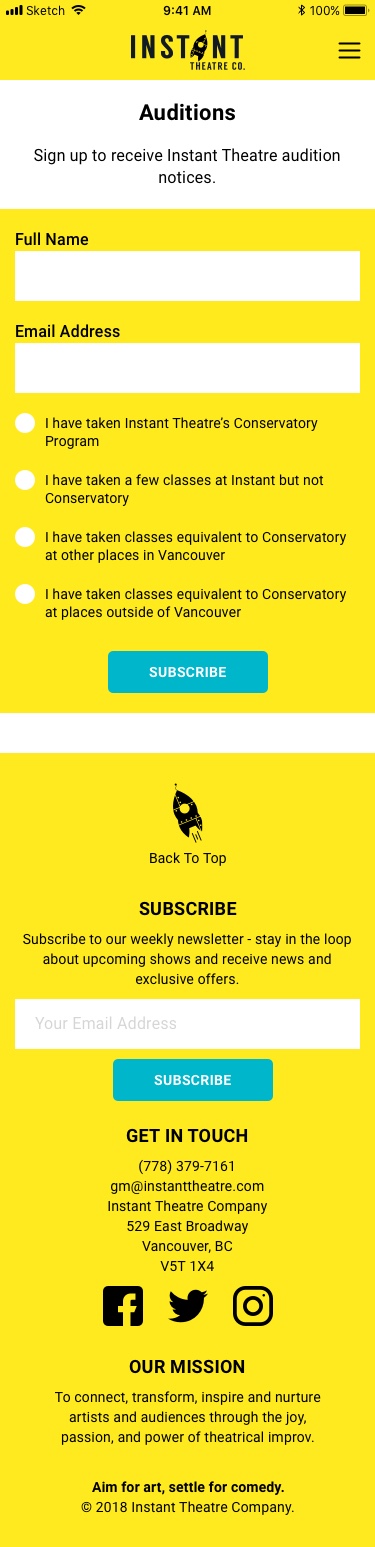 Sketch 9:41 AM 100%
INSTANT
THEATRE CO.
Auditions
Sign up to receive Instant Theatre audition
notices.
Full Name
Email Address
I have taken Instant Theatre's Conservatory
Program
I have taken a few classes at Instant but not
Conservatory
I have taken classes equivalent to Conservatory
at other places in Vancouver
I have taken classes equivalent to Conservatory
at places outside of Vancouver
SUBSCRIBE
Back To Top
SUBSCRIBE
Subscribe to our weekly newsletter - stay in the loop
about upcoming shows and receive news and
exclusive offers.
Your Email Address
SUBSCRIBE
GET IN TOUCH
(778) 379-7161
gm@instanttheatre.com
Instant Theatre Company
529 East Broadway
Vancouver, BC
V5T 1X4
OUR MISSION
To connect, transform, inspire and nurture
artists and audiences through the joy,
passion, and power of theatrical improv.
Aim for art, settle for comedy.
© 2018 Instant Theatre Company.